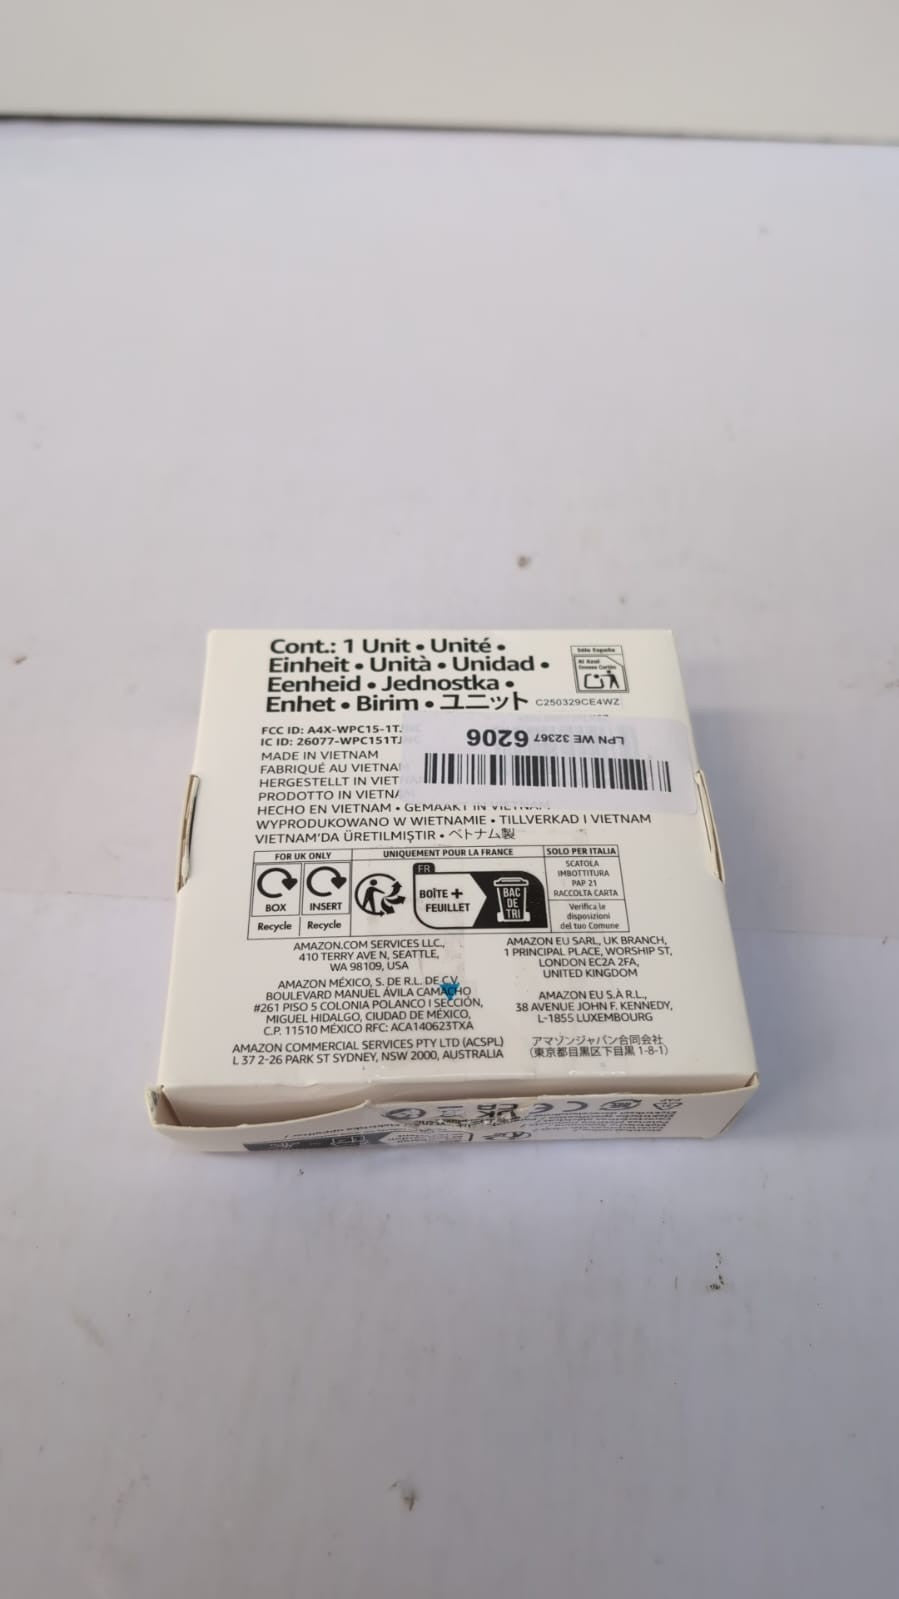 Cont.: 1 Unit • Unité •
Einheit • Unità • Unidad •
Eenheid • Jednostka •
Enhet • Birim • ユニット
Sólo España
Al Azul
C250329CE4WZ
FCC ID: A4X-WPC15-1TJ
IC ID: 26077-WPC151TJ
LPN WE 32367 6206
MADE IN VIETNAM
FABRIQUÉ AU VIETNA
HERGESTELLT IN VIET
PRODOTTO IN VIETNA
HECHO EN VIETNAM • GEMAAKT IN VIETNAM
WYPRODUKOWANO W WIETNAMIE • TILLVERKAD I VIETNAM
VIETNAM'DA ÜRETILMIŞTIR • ベトナム製
FOR UK ONLY
BOX
INSERT
Recycle
Recycle
UNIQUEMENT POUR LA FRANCE
FR
BOÎTE +
FEUILLET
BAC
DE
TRI
SOLO PER ITALIA
SCATOLA
IMBOTTITURA
PAP 21
RACCOLTA CARTA
Verifica le
disposizioni
del tuo Comune
AMAZON.COM SERVICES LLC.,
410 TERRY AVE N, SEATTLE,
WA 98109, USA
AMAZON MÉXICO, S. DE R.L. DE C.V.
BOULEVARD MANUEL ÁVILA CAMACHO
#261 PISO 5 COLONIA POLANCO I SECCIÓN,
MIGUEL HIDALGO, CIUDAD DE MÉXICO,
C.P. 11510 MÉXICO RFC: ACA140623TXA
AMAZON COMMERCIAL SERVICES PTY LTD (ACSPL)
L 37 2-26 PARK ST SYDNEY, NSW 2000, AUSTRALIA
AMAZON EU SARL, UK BRANCH,
1 PRINCIPAL PLACE, WORSHIP ST,
LONDON EC2A 2FA,
UNITED KINGDOM
AMAZON EU S.À R.L.,
38 AVENUE JOHN F. KENNEDY,
L-1855 LUXEMBOURG
アマゾンジャパン合同会社
(東京都目黒区下目黒 1-8-1)